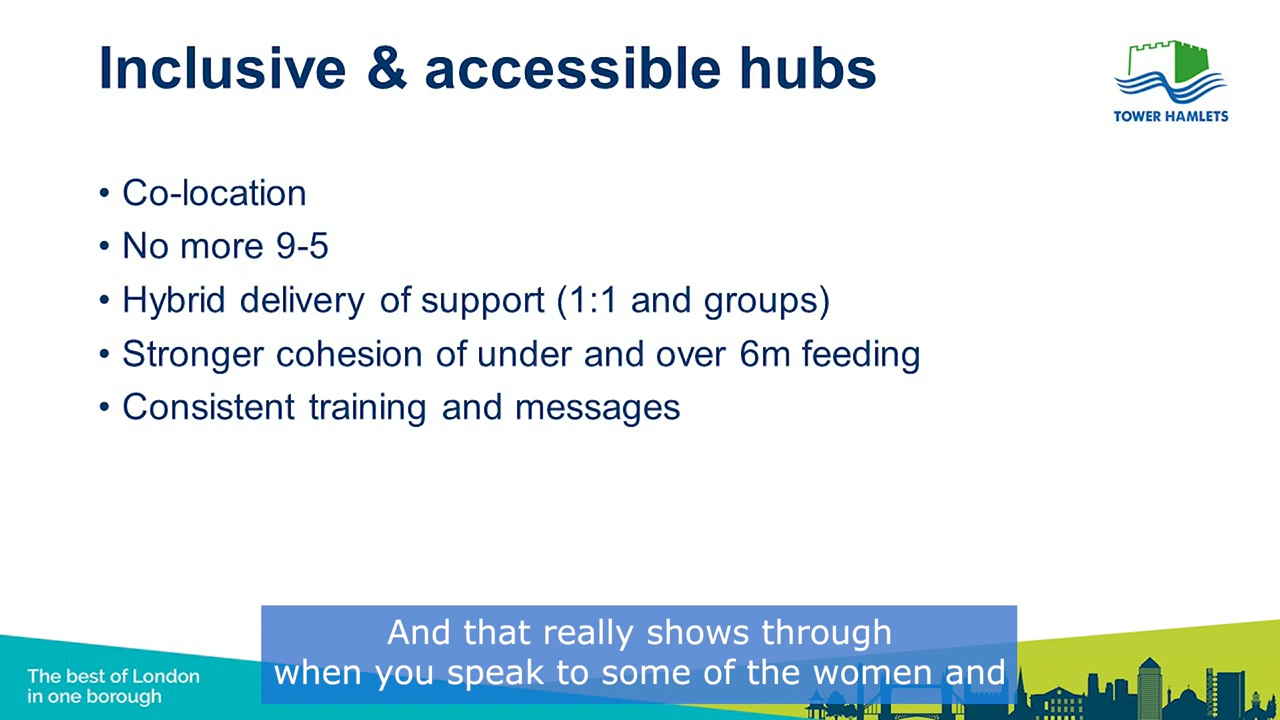 Inclusive & accessible hubs
TOWER HAMLETS
• Co-location
• No more 9-5
• Hybrid delivery of support (1:1 and groups)
• Stronger cohesion of under and over 6m feeding
• Consistent training and messages
And that really shows through
when you speak to some of the women and
The best of London
in one borough